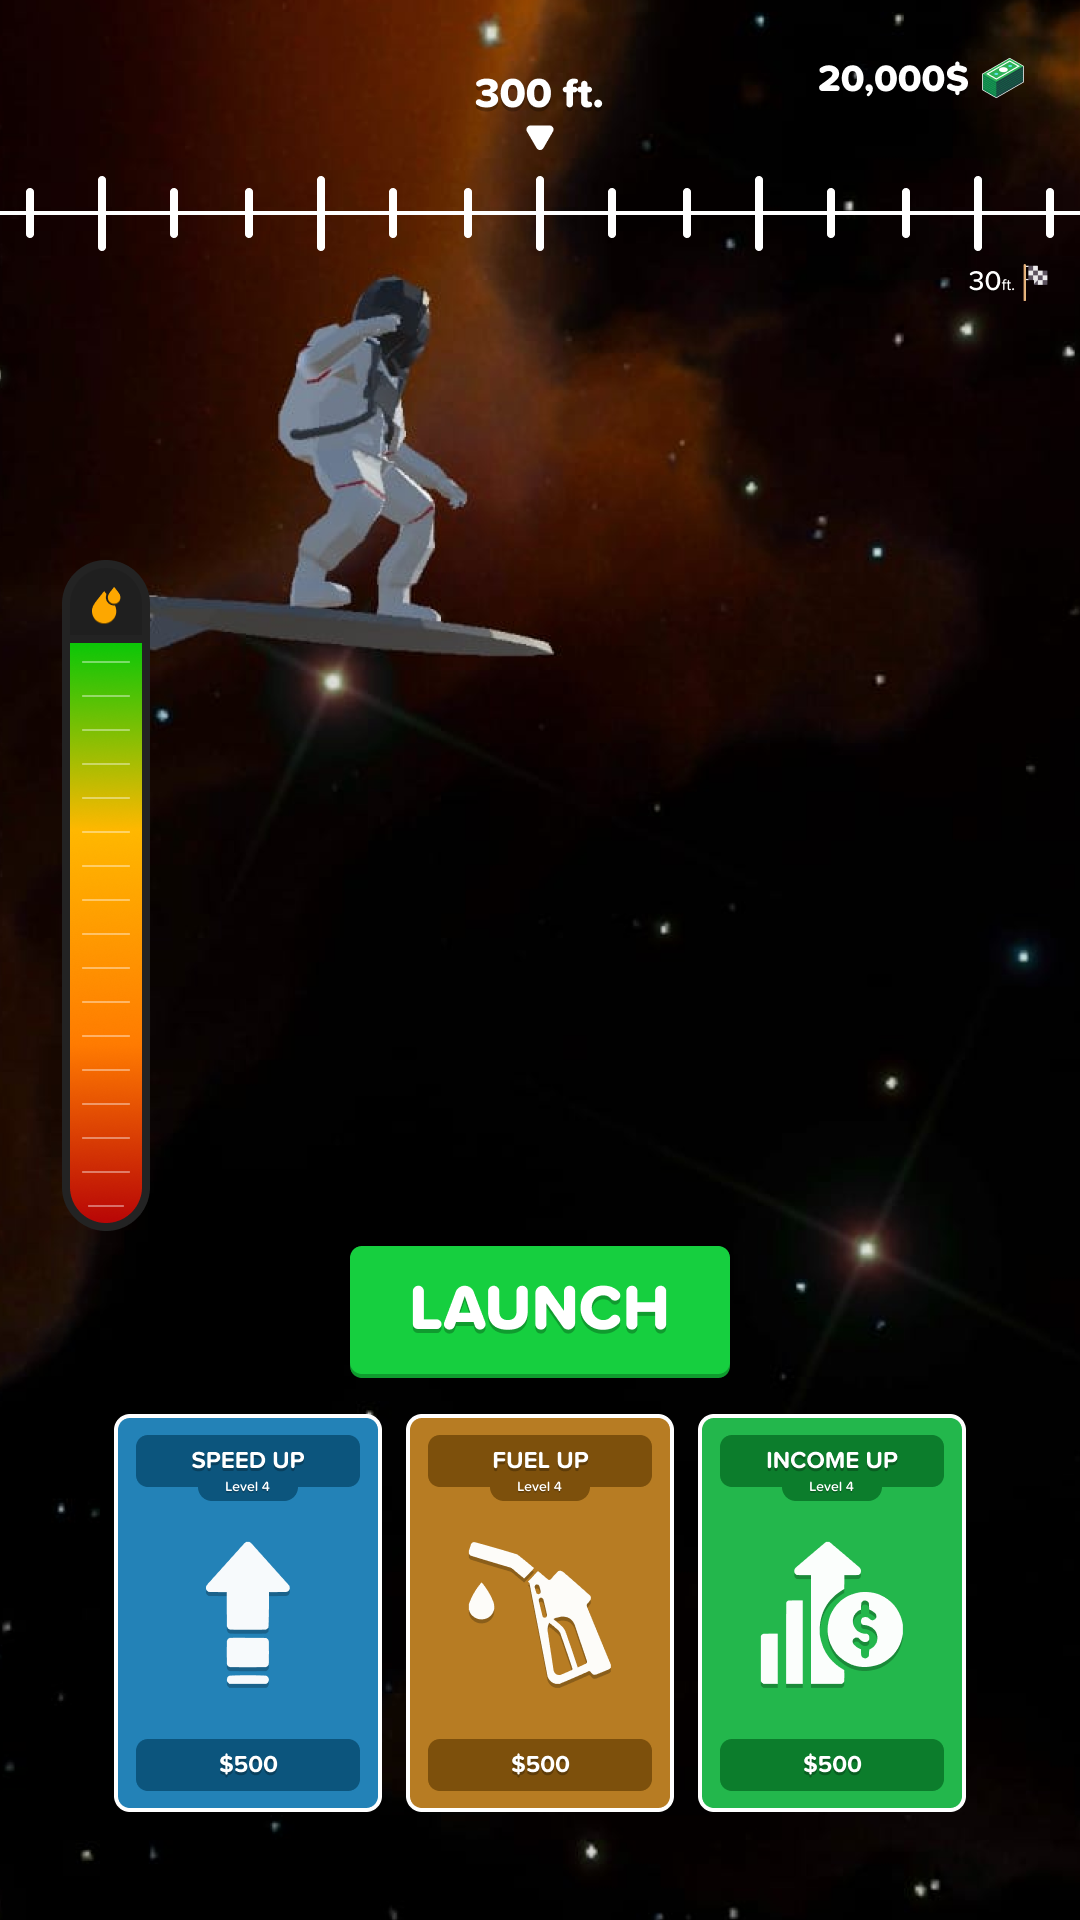 20,000$
300 ft.
30ft.
LAUNCH
SPEED UP
Level 4
$500
FUEL UP
Level 4
$500
INCOME UP
Level 4
$
$500